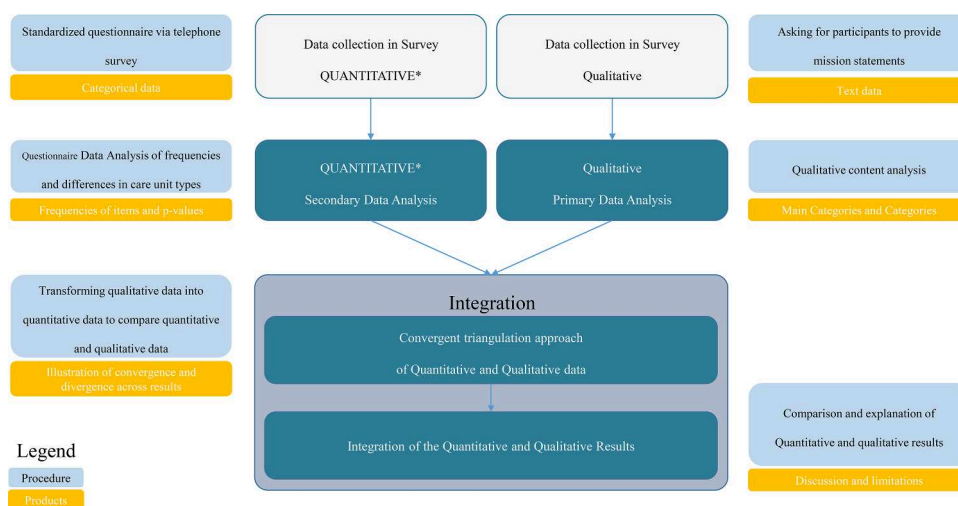 Standardized questionnaire via telephone
survey
Categorical data
Data collection in Survey
QUANTITATIVE*
Data collection in Survey
Qualitative
Asking for participants to provide
mission statements
Text data
Questionnaire Data Analysis of frequencies
and differences in care unit types
Frequencies of items and p-values
QUANTITATIVE*
Secondary Data Analysis
Qualitative
Primary Data Analysis
Qualitative content analysis
Main Categories and Categories
Transforming qualitative data into
quantitative data to compare quantitative
and qualitative data
Illustration of convergence and
divergence across results
Integration
Convergent triangulation approach
of Quantitative and Qualitative data
Integration of the Quantitative and Qualitative Results
Comparison and explanation of
Quantitative and qualitative results
Discussion and limitations
Legend
Procedure
Products